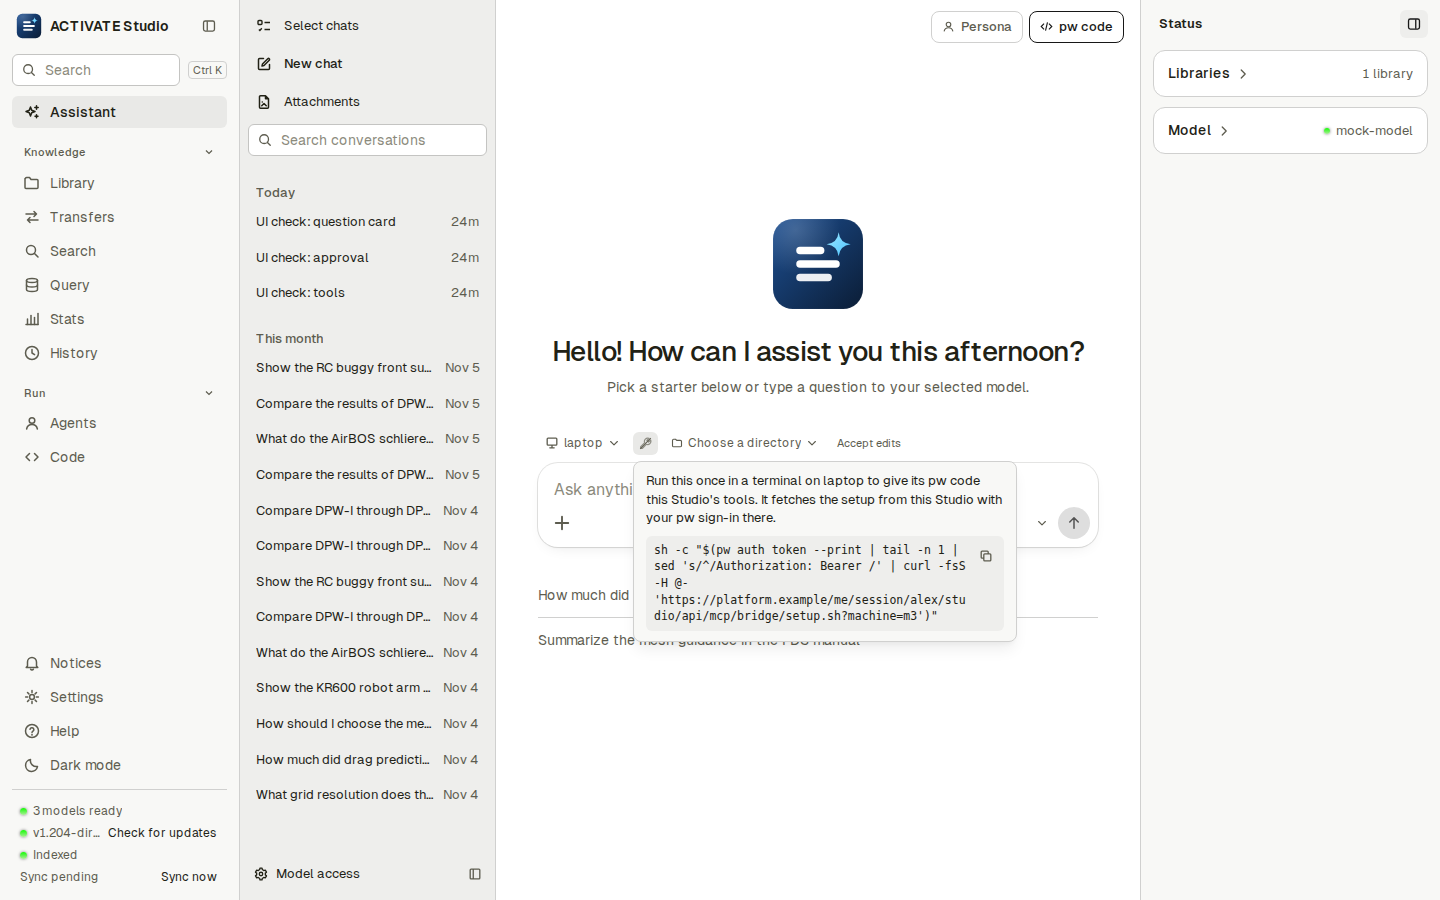 ACTIVATE Studio
Search
Ctrl K
Assistant
Knowledge
Library
Transfers
Search
Query
Stats
History
Run
Agents
Code
Notices
Settings
Help
Dark mode
3 models ready
v1.204-dir... Check for updates
Indexed
Sync pending Sync now
Select chats
New chat
Attachments
Search conversations
Today
UI check: question card 24m
UI check: approval 24m
UI check: tools 24m
This month
Show the RC buggy front su... Nov 5
Compare the results of DPW... Nov 5
What do the AirBOS schliere... Nov 5
Compare the results of DPW... Nov 5
Compare DPW-I through DP... Nov 4
Compare DPW-I through DP... Nov 4
Show the RC buggy front su... Nov 4
Compare DPW-I through DP... Nov 4
What do the AirBOS schliere... Nov 4
Show the KR600 robot arm ... Nov 4
How should I choose the me... Nov 4
How much did drag predicti... Nov 4
What grid resolution does th... Nov 4
Model access
Persona
pw code
Hello! How can I assist you this afternoon?
Pick a starter below or type a question to your selected model.
laptop
Choose a directory
Accept edits
Ask anythi
Run this once in a terminal on laptop to give its pw code
this Studio's tools. It fetches the setup from this Studio with
your pw sign-in there.
sh -c "$(pw auth token --print | tail -n 1 |
sed 's/^/Authorization: Bearer /' | curl -fsS
-H @-
'https://platform.example/me/session/alex/stu
dio/api/mcp/bridge/setup.sh?machine=m3')"
How much did
Summarize the mesh guidance in the PDG manual
Status
Libraries 1 library
Model mock-model